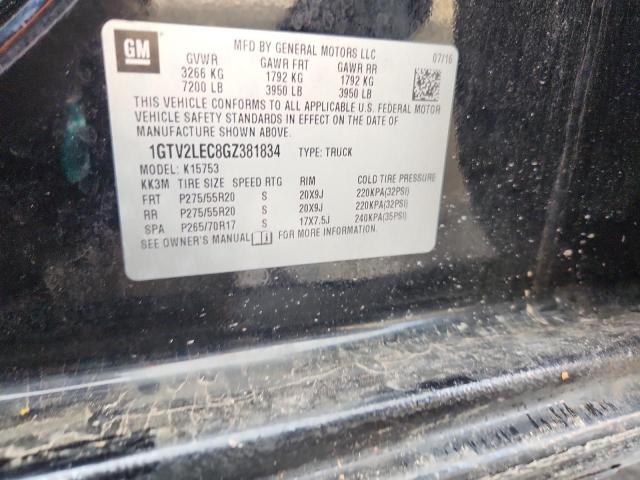 GM
MFD BY GENERAL MOTORS LLC 07/16
GVWR GAWR FRT GAWR RR
3266 KG 1792 KG 1792 KG
7200 LB 3950 LB 3950 LB
THIS VEHICLE CONFORMS TO ALL APPLICABLE U.S. FEDERAL MOTOR
VEHICLE SAFETY STANDARDS IN EFFECT ON THE DATE OF
MANUFACTURE SHOWN ABOVE.
1GTV2LEC8GZ381834 TYPE: TRUCK
MODEL: K15753
KK3M TIRE SIZE SPEED RTG RIM COLD TIRE PRESSURE
FRT P275/55R20 S 20X9J 220KPA(32PSI)
RR P275/55R20 S 20X9J 220KPA(32PSI)
SPA P265/70R17 S 17X7.5J 240KPA(35PSI)
SEE OWNER'S MANUAL FOR MORE INFORMATION.